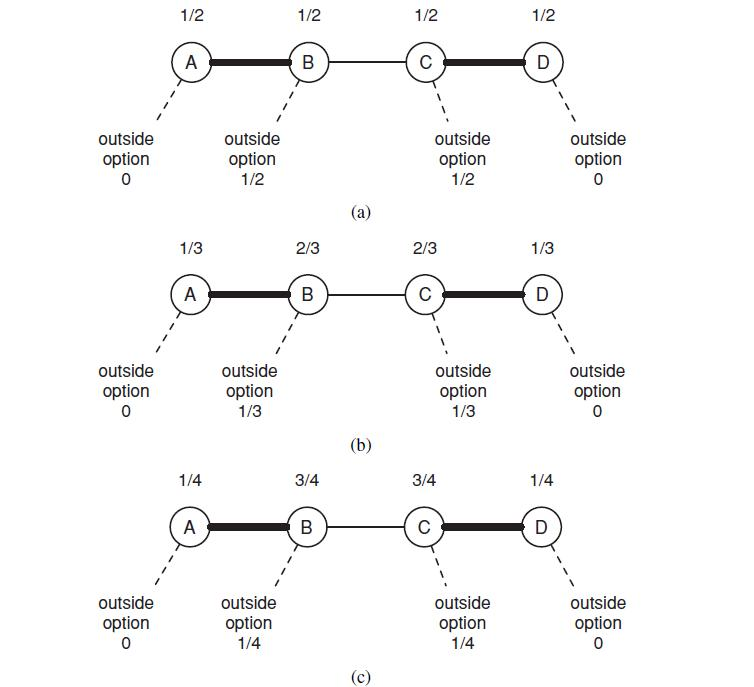 1/2 1/2 1/2 1/2
A B C D
outside outside outside outside
option option option option
0 1/2 1/2 0
(a)
1/3 2/3 2/3 1/3
A B C D
outside outside outside outside
option option option option
0 1/3 1/3 0
(b)
1/4 3/4 3/4 1/4
A B C D
outside outside outside outside
option option option option
0 1/4 1/4 0
(c)